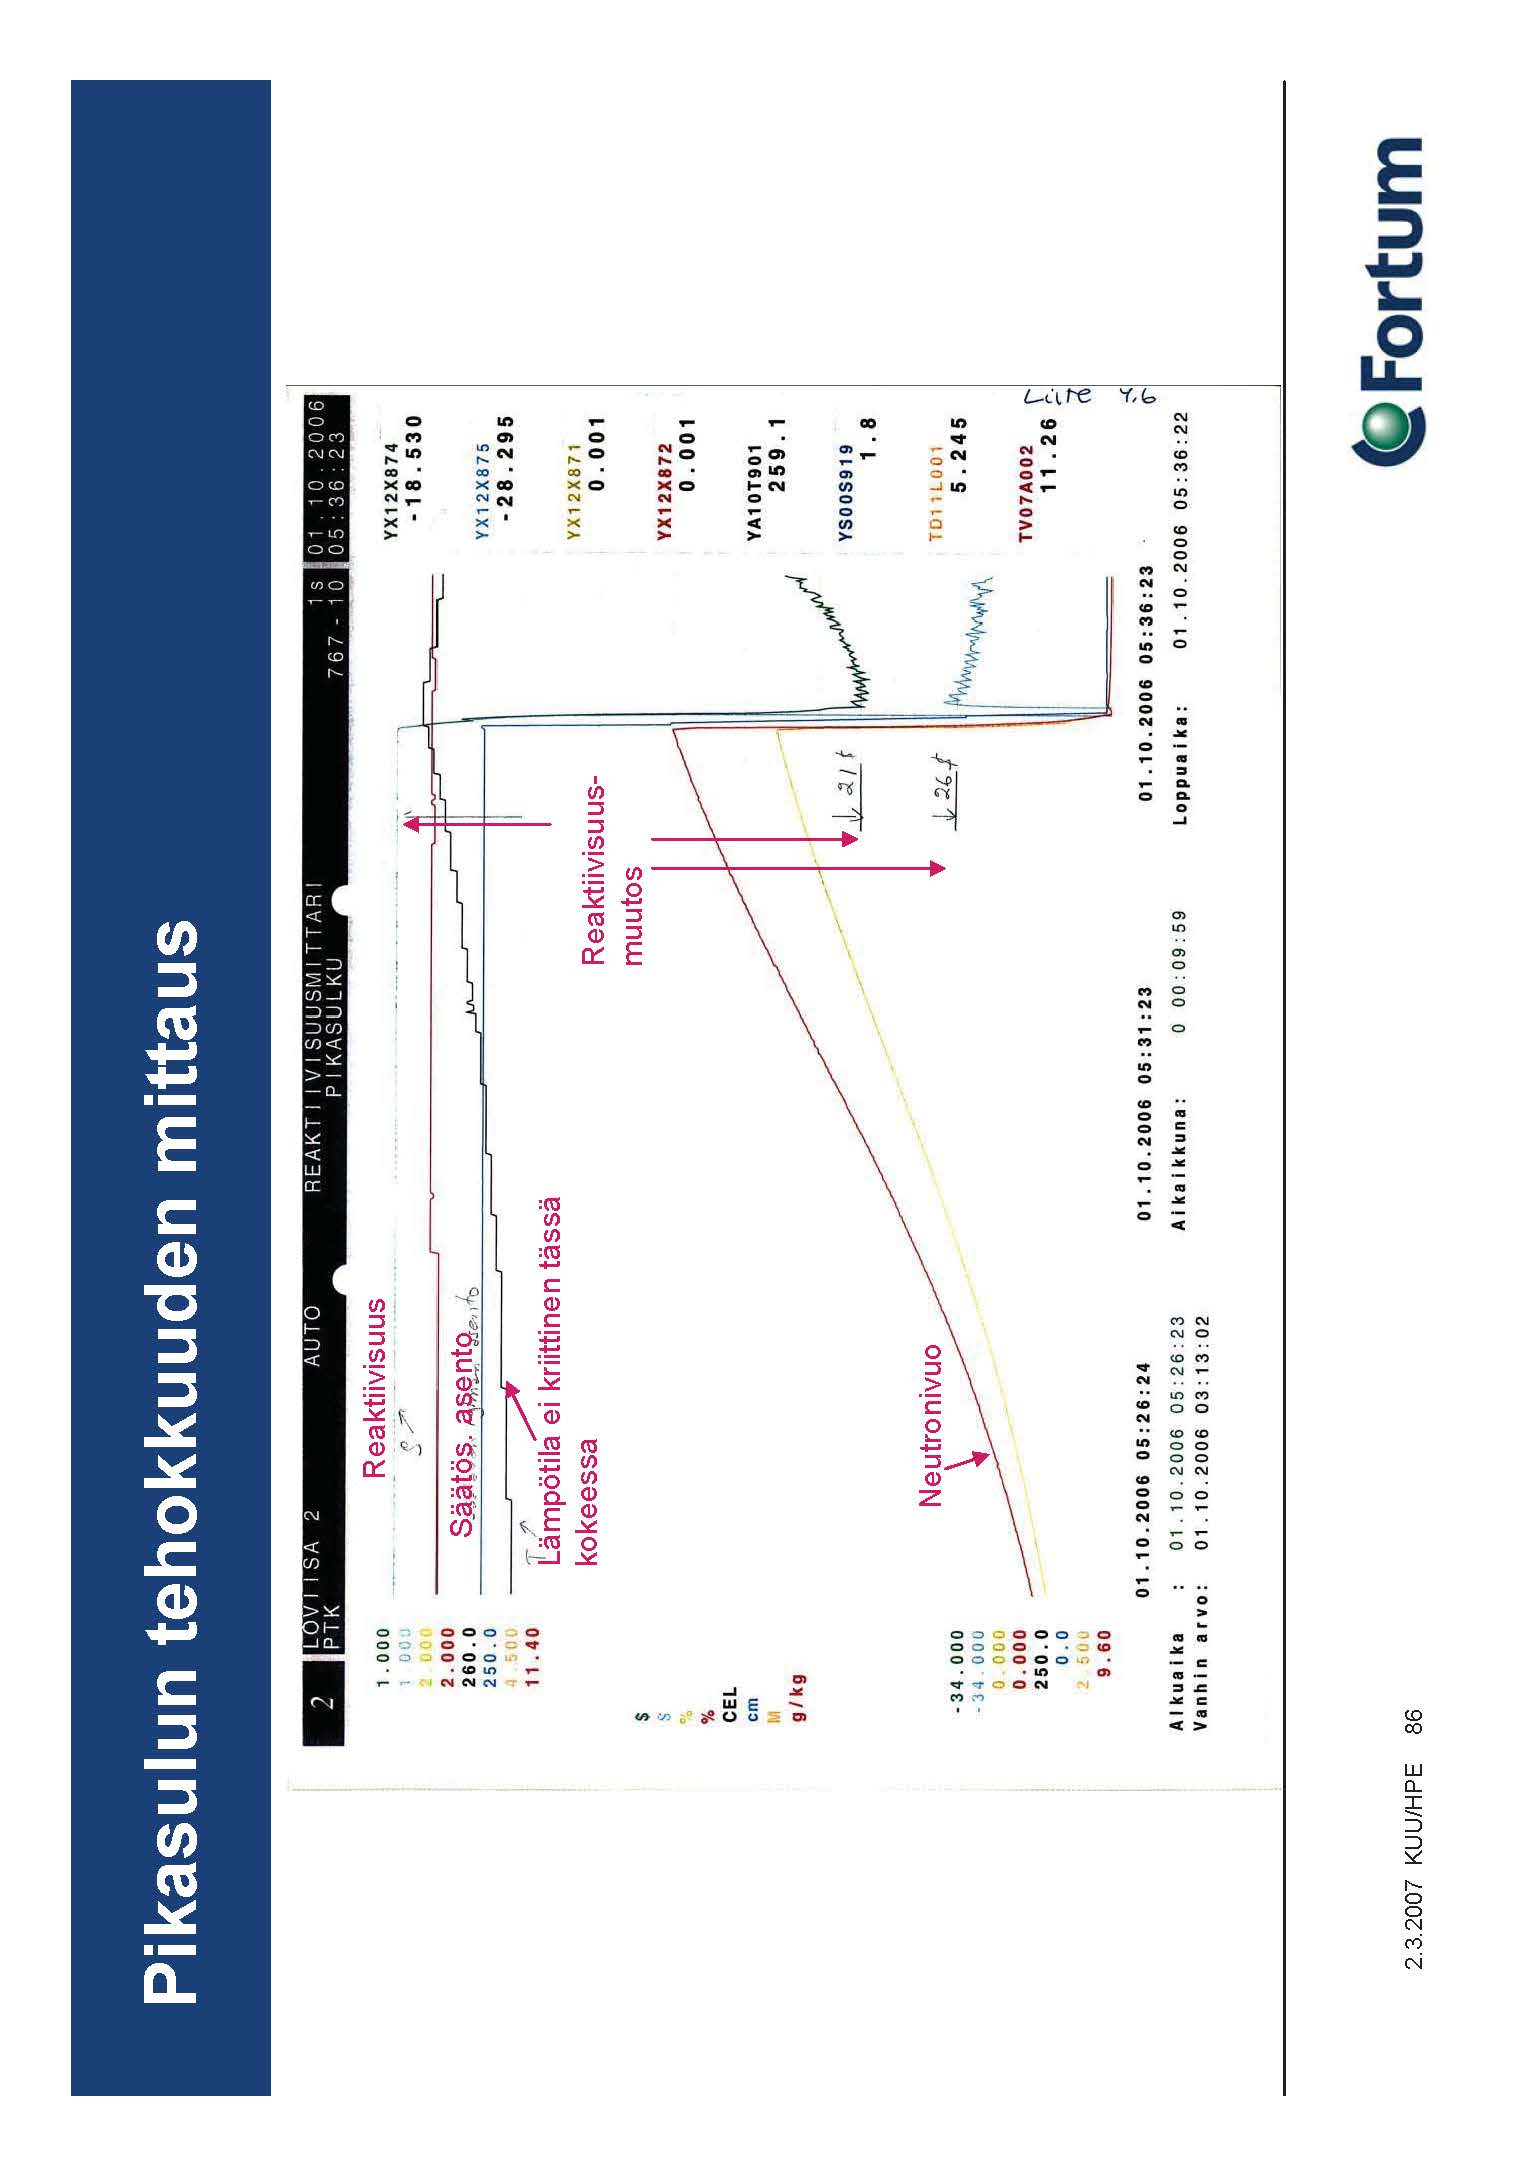 Pikasulun tehokkuuden mittaus
2 LOVIISA 2 AUTO REAKTIIVISUUSMITTARI 1s 01.10.2006
PTK PIKASULKU 767-10 05:36:23
1.000
1.000
2.000
2.000
260.0
250.0
4.500
11.40
$
$
%
%
CEL
cm
M
g/kg
-34.000
-34.000
0.000
0.000
250.0
0.0
2.500
9.60
Reaktiivisuus
Säätös. asento
asento
Lämpötila ei kriittinen tässä
kokeessa
T
Neutronivuo
Reaktiivisuus-
muutos
↓ 21 $
↓ 26 $
YX12X874
-18.530
YX12X875
-28.295
YX12X871
0.001
YX12X872
0.001
YA10T901
259.1
YS00S919
1.8
TD11L001
5.245
TV07A002
11.26
Liite 4.6
01.10.2006 05:26:24 01.10.2006 05:31:23 01.10.2006 05:36:23
Alkuaika : 01.10.2006 05:26:23 Aikaikkuna: 0 00:09:59 Loppuaika: 01.10.2006 05:36:22
Vanhin arvo: 01.10.2006 03:13:02
2.3.2007 KUU/HPE 86
Fortum